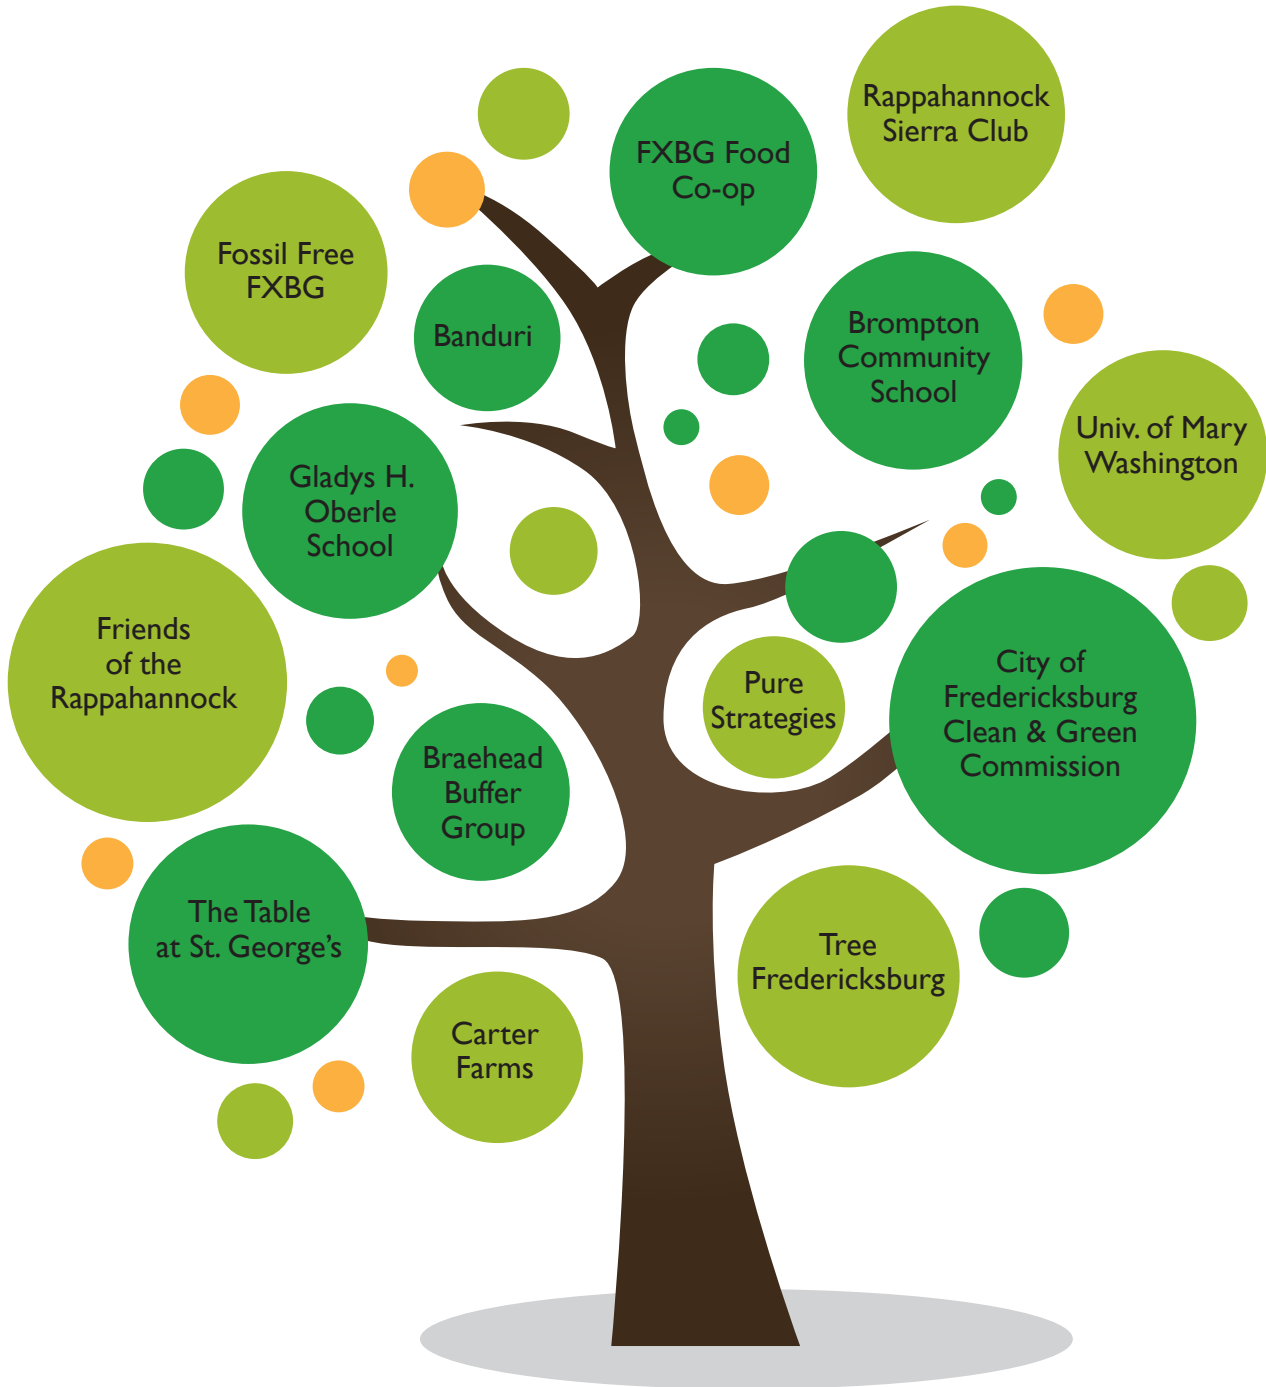 Rappahannock
Sierra Club
FXBG Food
Co-op
Fossil Free
FXBG
Banduri
Brompton
Community
School
Univ. of Mary
Washington
Gladys H.
Oberle
School
Friends
of the
Rappahannock
Pure
Strategies
City of
Fredericksburg
Clean & Green
Commission
Braehead
Buffer
Group
The Table
at St. George's
Tree
Fredericksburg
Carter
Farms